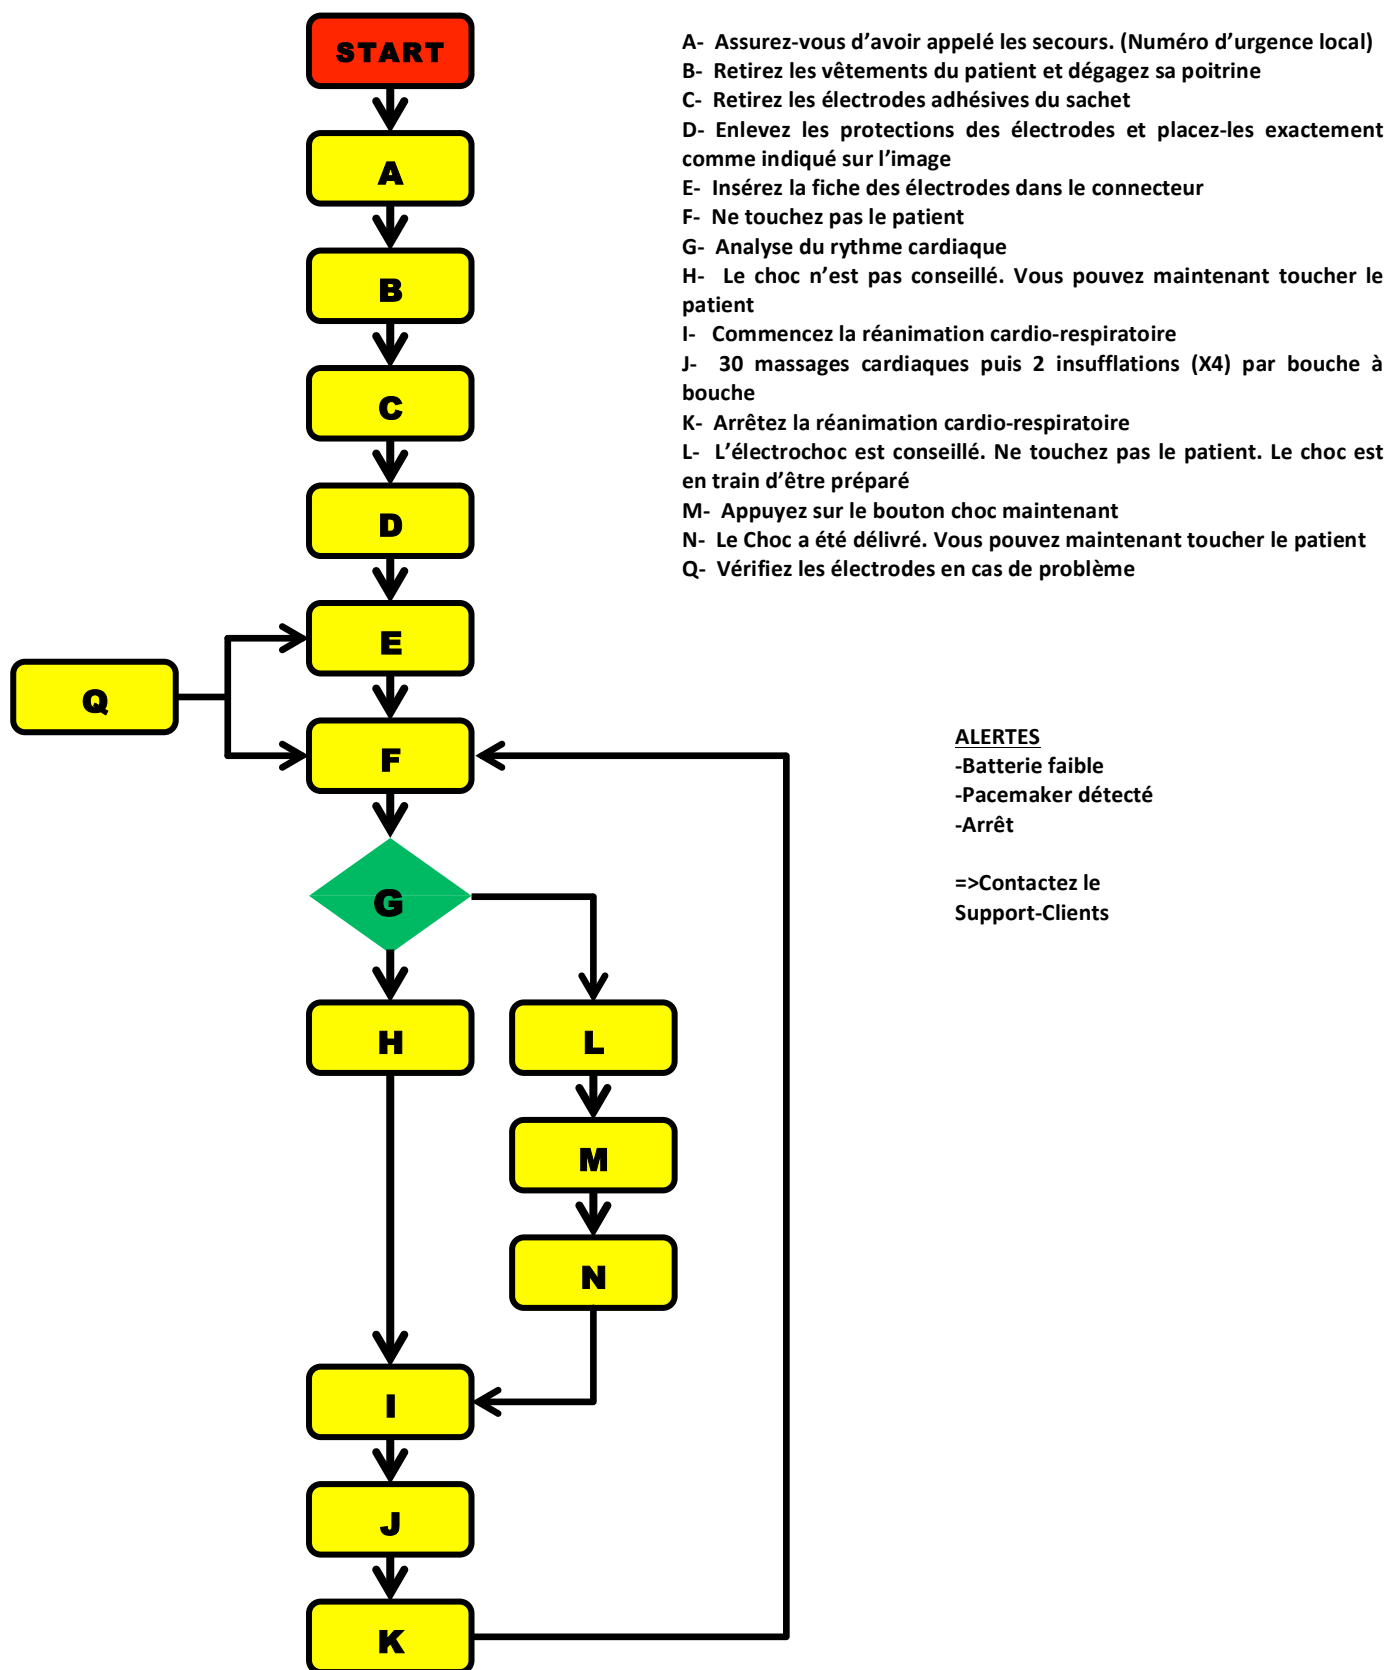 START
A- Assurez-vous d’avoir appelé les secours. (Numéro d’urgence local)
B- Retirez les vêtements du patient et dégagez sa poitrine
C- Retirez les électrodes adhésives du sachet
D- Enlevez les protections des électrodes et placez-les exactement
comme indiqué sur l’image
E- Insérez la fiche des électrodes dans le connecteur
F- Ne touchez pas le patient
G- Analyse du rythme cardiaque
H- Le choc n’est pas conseillé. Vous pouvez maintenant toucher le
patient
I- Commencez la réanimation cardio-respiratoire
J- 30 massages cardiaques puis 2 insufflations (X4) par bouche à
bouche
K- Arrêtez la réanimation cardio-respiratoire
L- L’électrochoc est conseillé. Ne touchez pas le patient. Le choc est
en train d’être préparé
M- Appuyez sur le bouton choc maintenant
N- Le Choc a été délivré. Vous pouvez maintenant toucher le patient
Q- Vérifiez les électrodes en cas de problème
A
B
C
D
E
Q
F
G
H
L
M
N
I
J
K
ALERTES
-Batterie faible
-Pacemaker détecté
-Arrêt
=>Contactez le
Support-Clients